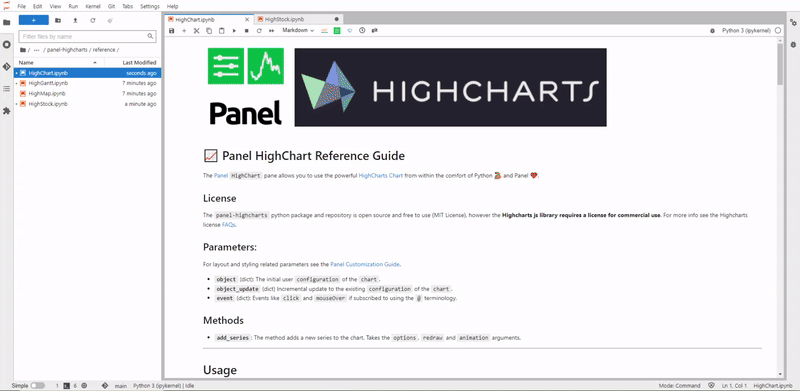 File Edit View Run Kernel Git Tabs Settings Help
+
Filter files by name
/ ··· / panel-highcharts / reference /
Name Last Modified
HighChart.ipynb seconds ago
HighGantt.ipynb 7 minutes ago
HighMap.ipynb 7 minutes ago
HighStock.ipynb a minute ago
HighChart.ipynb HighStock.ipynb
Markdown Python 3 (ipykernel)
Panel HIGHCHARTS
Panel HighChart Reference Guide
The Panel HighChart pane allows you to use the powerful HighCharts Chart from within the comfort of Python and Panel.
License
The panel-highcharts python package and repository is open source and free to use (MIT License), however the Highcharts js library requires a license for commercial use. For more info see the Highcharts
license FAQs.
Parameters:
For layout and styling related parameters see the Panel Customization Guide.
• object (dict): The initial user configuration of the chart.
• object_update (dict) Incremental update to the existing configuration of the chart.
• event (dict): Events like click and mouseOver if subscribed to using the @ terminology.
Methods
• add_series: The method adds a new series to the chart. Takes the options, redraw and animation arguments.
Usage
Simple 1 6 main Python 3 (ipykernel) | Idle Mode: Command Ln 1, Col 1 HighChart.ipynb